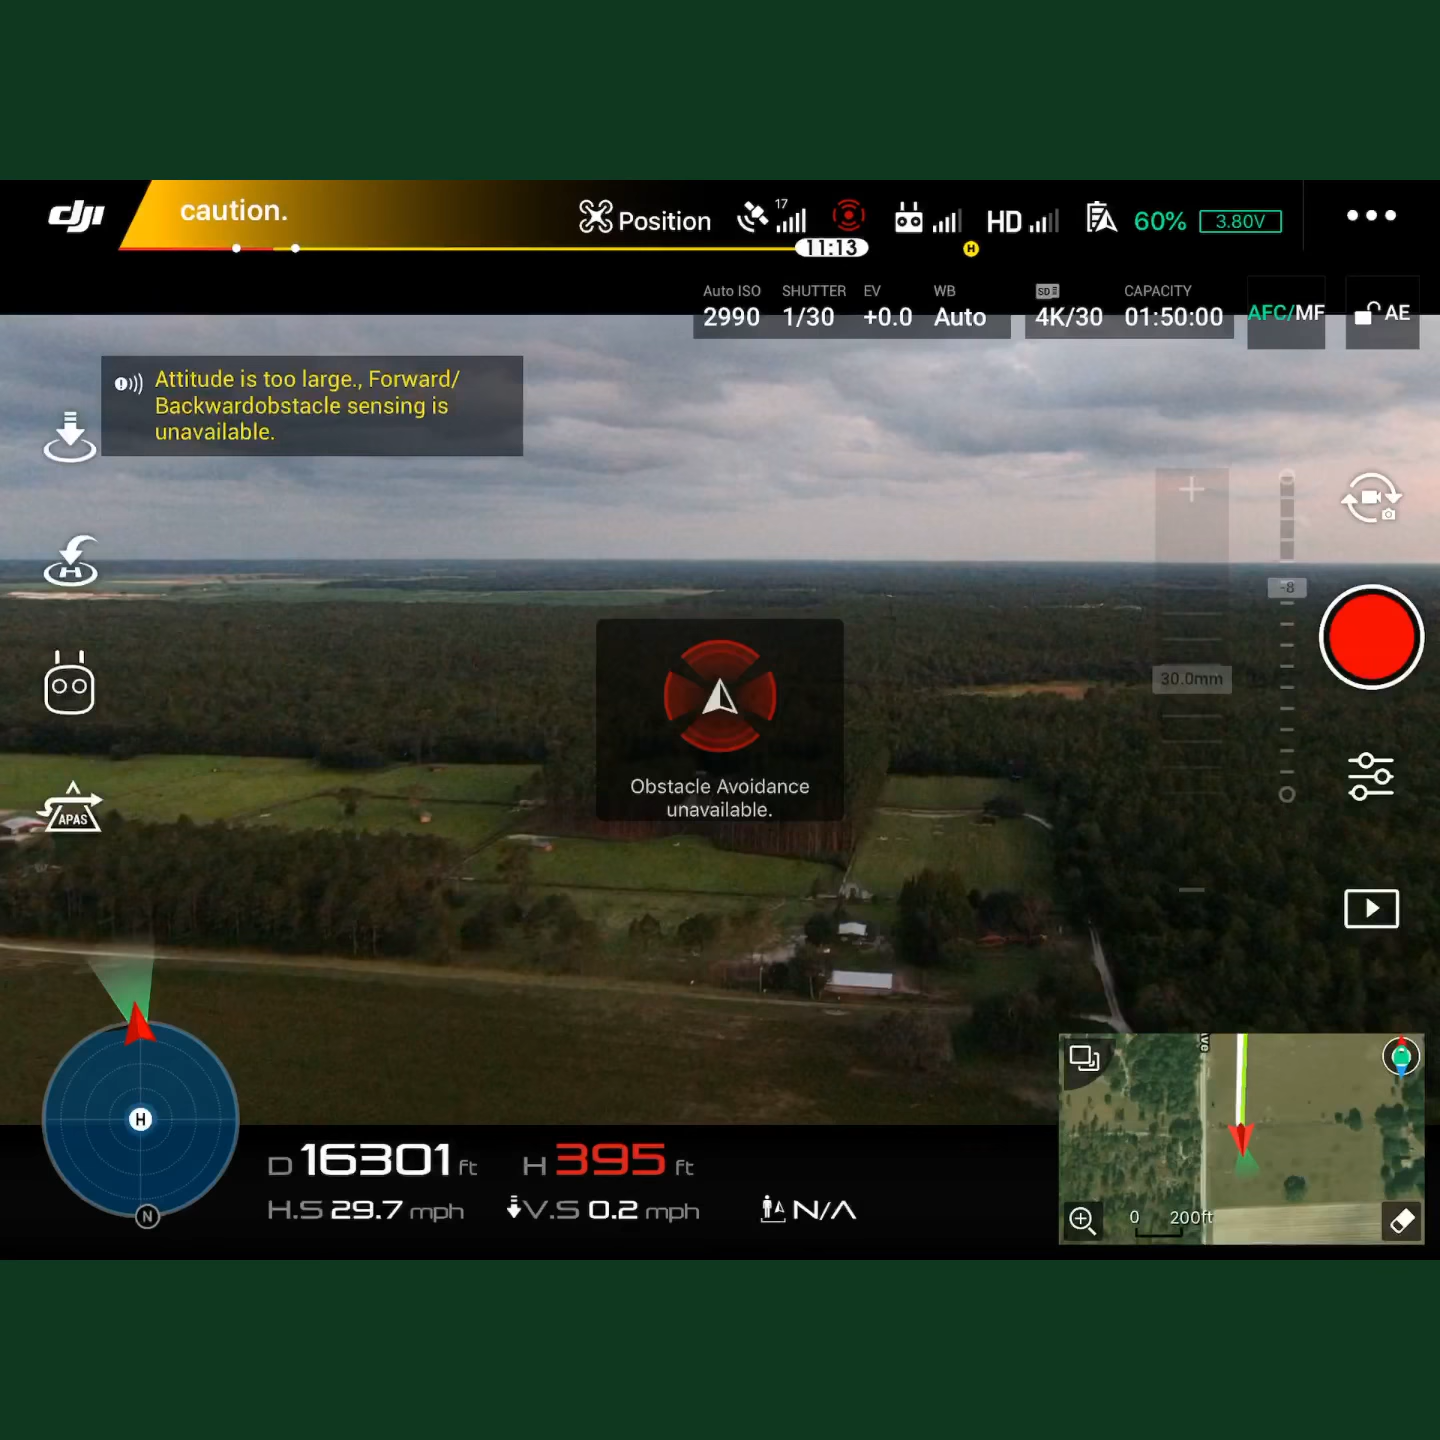 dji
caution.
Position
17
HD
60%
3.80V
11:13
H
Auto ISO
2990
SHUTTER
1/30
EV
+0.0
WB
Auto
SD
4K/30
CAPACITY
01:50:00
AFC/MF
AE
Attitude is too large., Forward/
Backwardobstacle sensing is
unavailable.
H
-8
30.0mm
Obstacle Avoidance
unavailable.
APAS
H
N
D 16301 ft
H 395 ft
H.S 29.7 mph
V.S 0.2 mph
N/A
ve
0
200ft